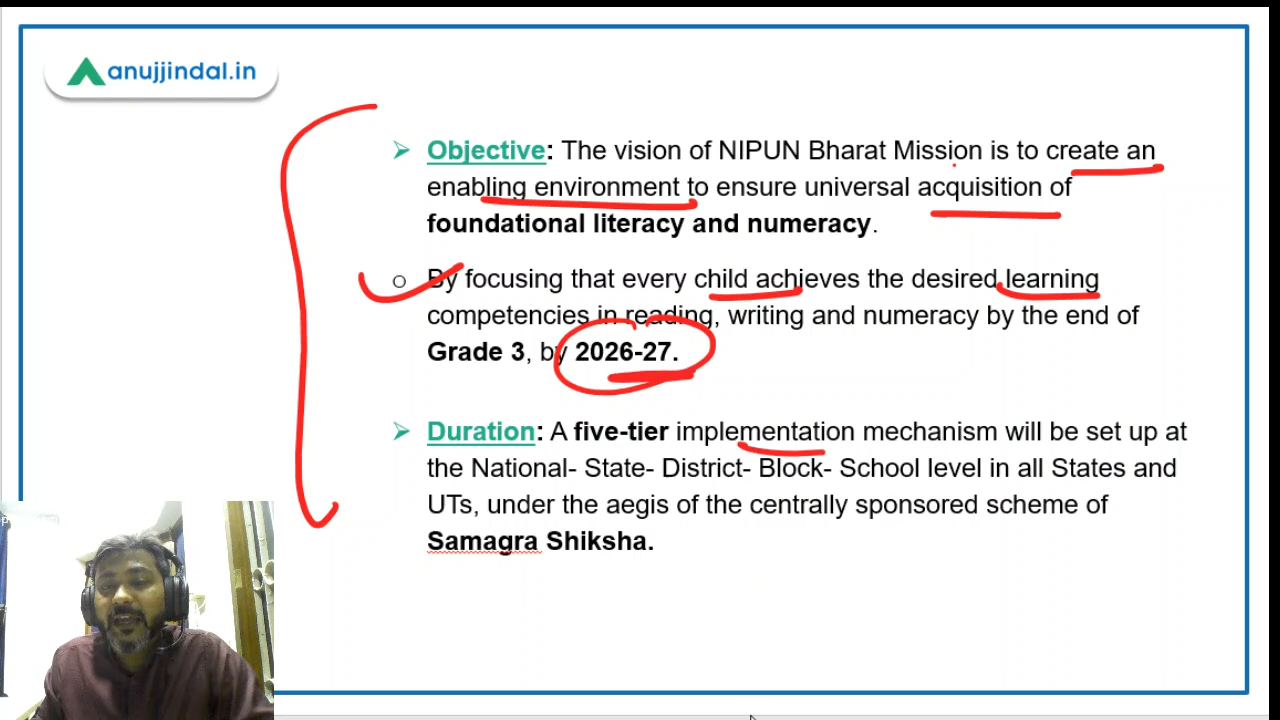 anujjindal.in
➢ Objective: The vision of NIPUN Bharat Mission is to create an
enabling environment to ensure universal acquisition of
foundational literacy and numeracy.
o By focusing that every child achieves the desired learning
competencies in reading, writing and numeracy by the end of
Grade 3, by 2026-27.
➢ Duration: A five-tier implementation mechanism will be set up at
the National- State- District- Block- School level in all States and
UTs, under the aegis of the centrally sponsored scheme of
Samagra Shiksha.